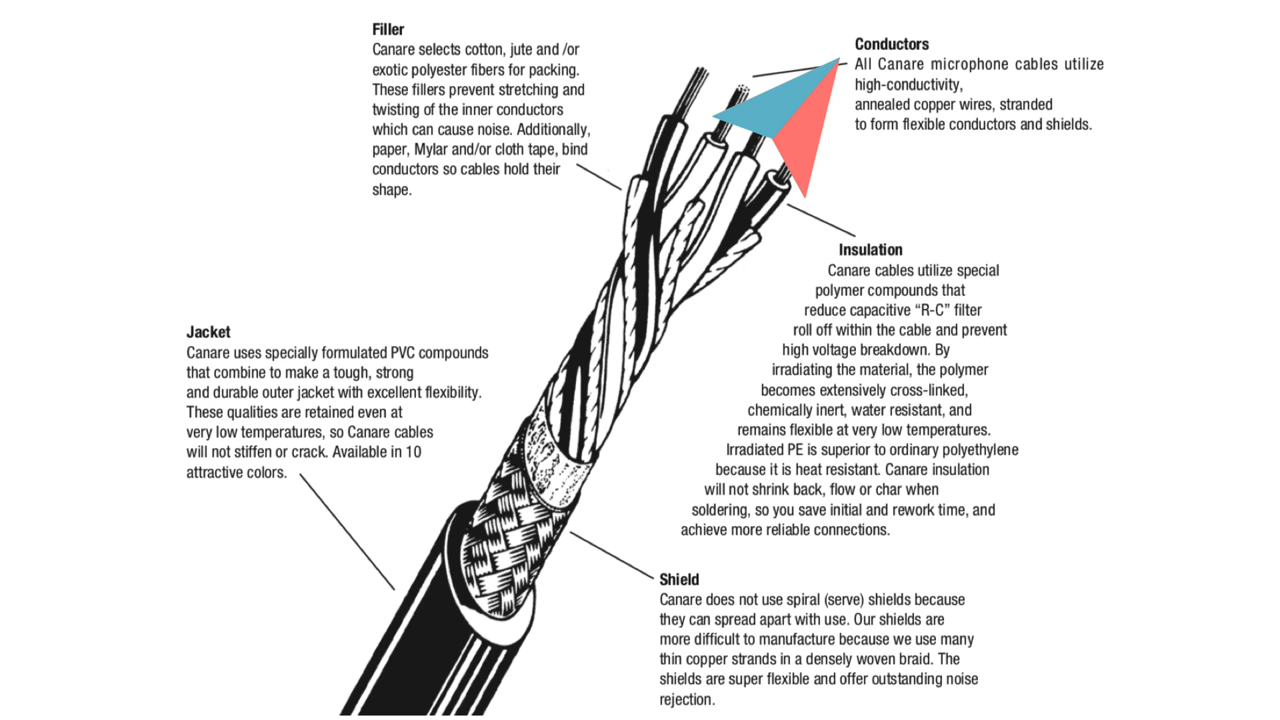 Filler
Canare selects cotton, jute and /or
exotic polyester fibers for packing.
These fillers prevent stretching and
twisting of the inner conductors
which can cause noise. Additionally,
paper, Mylar and/or cloth tape, bind
conductors so cables hold their
shape.
Conductors
All Canare microphone cables utilize
high-conductivity,
annealed copper wires, stranded
to form flexible conductors and shields.
Insulation
Canare cables utilize special
polymer compounds that
reduce capacitive “R-C” filter
roll off within the cable and prevent
high voltage breakdown. By
irradiating the material, the polymer
becomes extensively cross-linked,
chemically inert, water resistant, and
remains flexible at very low temperatures.
Irradiated PE is superior to ordinary polyethylene
because it is heat resistant. Canare insulation
will not shrink back, flow or char when
soldering, so you save initial and rework time, and
achieve more reliable connections.
Jacket
Canare uses specially formulated PVC compounds
that combine to make a tough, strong
and durable outer jacket with excellent flexibility.
These qualities are retained even at
very low temperatures, so Canare cables
will not stiffen or crack. Available in 10
attractive colors.
Shield
Canare does not use spiral (serve) shields because
they can spread apart with use. Our shields are
more difficult to manufacture because we use many
thin copper strands in a densely woven braid. The
shields are super flexible and offer outstanding noise
rejection.